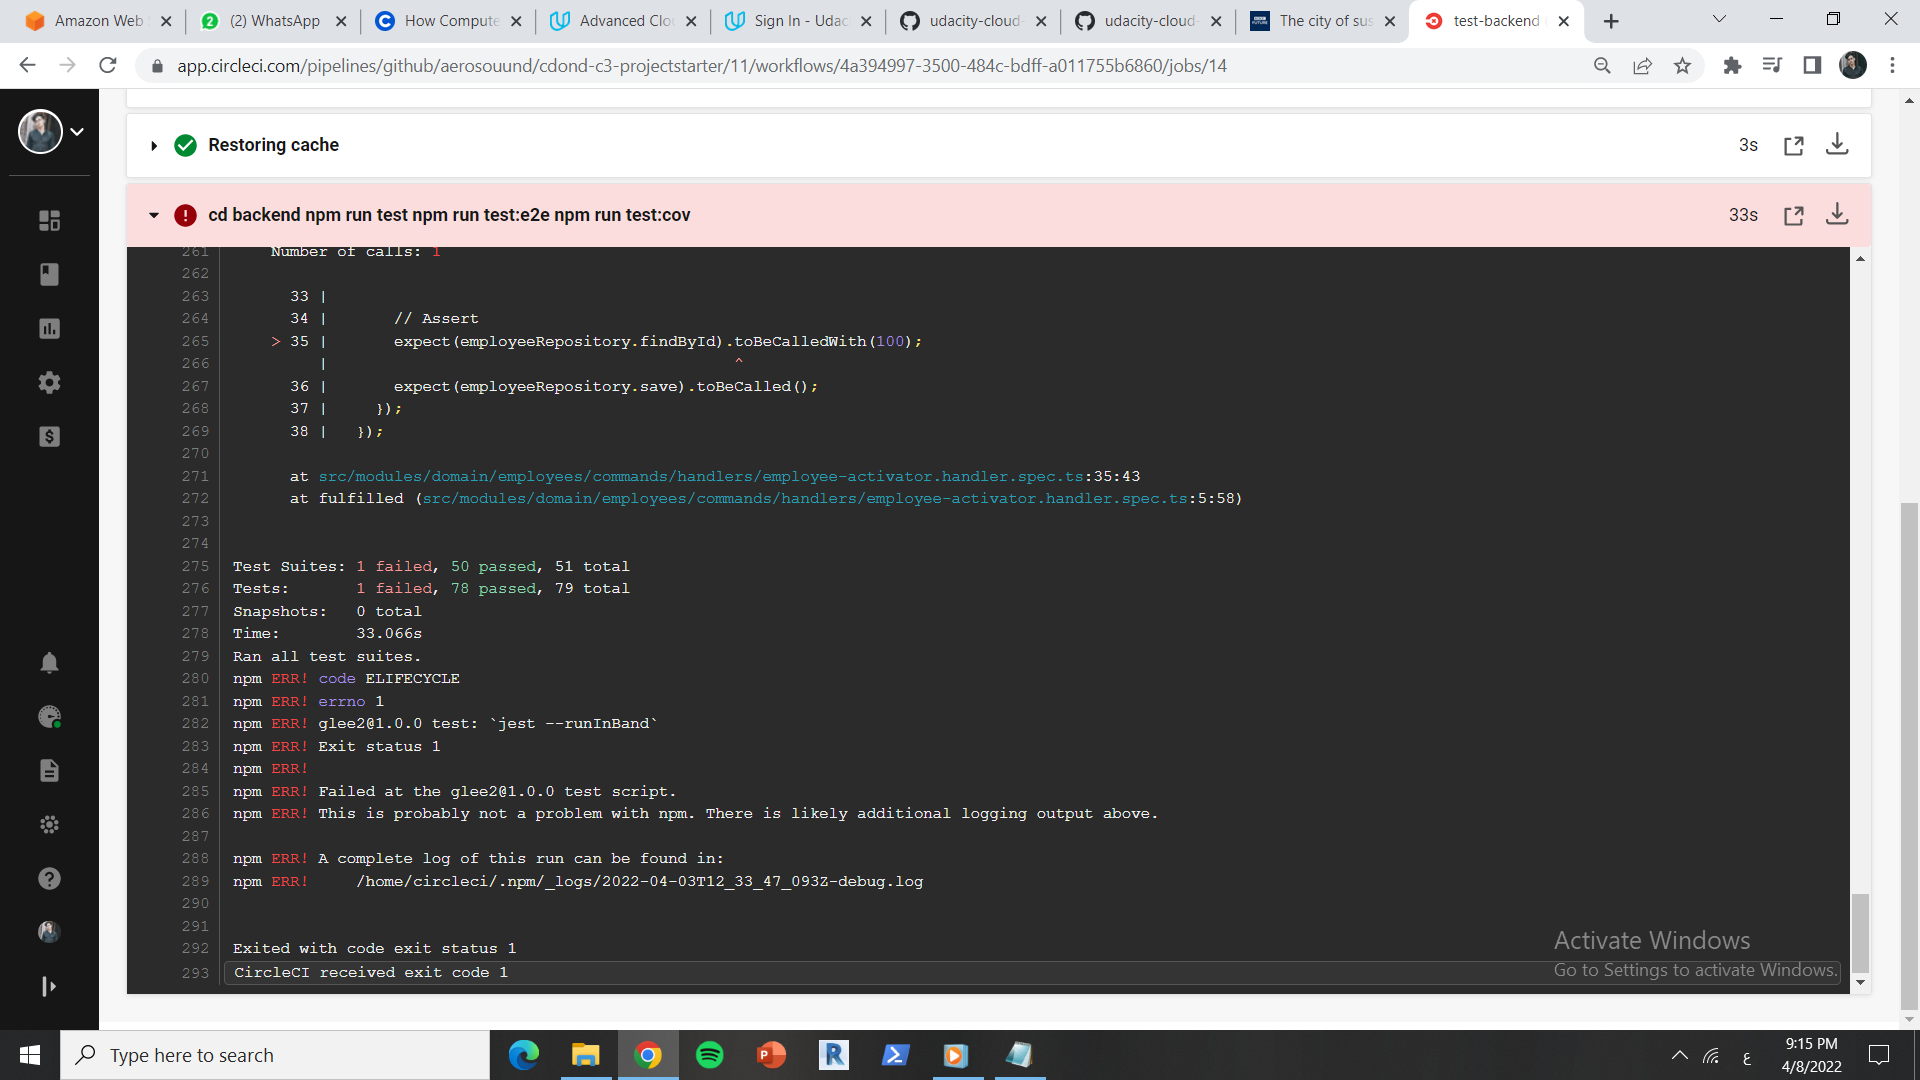 Amazon Web
(2) WhatsApp
How Compute
Advanced Clo
Sign In - Udac
udacity-cloud-
udacity-cloud-
The city of sus
test-backend
app.circleci.com/pipelines/github/aerosouund/cdond-c3-projectstarter/11/workflows/4a394997-3500-484c-bdff-a011755b6860/jobs/14
Restoring cache
3s
cd backend npm run test npm run test:e2e npm run test:cov
33s
261 Number of calls: 1
262
263 33 |
264 34 | // Assert
265 > 35 | expect(employeeRepository.findById).toBeCalledWith(100);
266 | ^
267 36 | expect(employeeRepository.save).toBeCalled();
268 37 | });
269 38 | });
270
271 at src/modules/domain/employees/commands/handlers/employee-activator.handler.spec.ts:35:43
272 at fulfilled (src/modules/domain/employees/commands/handlers/employee-activator.handler.spec.ts:5:58)
273
274
275 Test Suites: 1 failed, 50 passed, 51 total
276 Tests: 1 failed, 78 passed, 79 total
277 Snapshots: 0 total
278 Time: 33.066s
279 Ran all test suites.
280 npm ERR! code ELIFECYCLE
281 npm ERR! errno 1
282 npm ERR! glee2@1.0.0 test: `jest --runInBand`
283 npm ERR! Exit status 1
284 npm ERR!
285 npm ERR! Failed at the glee2@1.0.0 test script.
286 npm ERR! This is probably not a problem with npm. There is likely additional logging output above.
287
288 npm ERR! A complete log of this run can be found in:
289 npm ERR! /home/circleci/.npm/_logs/2022-04-03T12_33_47_093Z-debug.log
290
291
292 Exited with code exit status 1
293 CircleCI received exit code 1
Activate Windows
Go to Settings to activate Windows.
Type here to search
ع
9:15 PM
4/8/2022